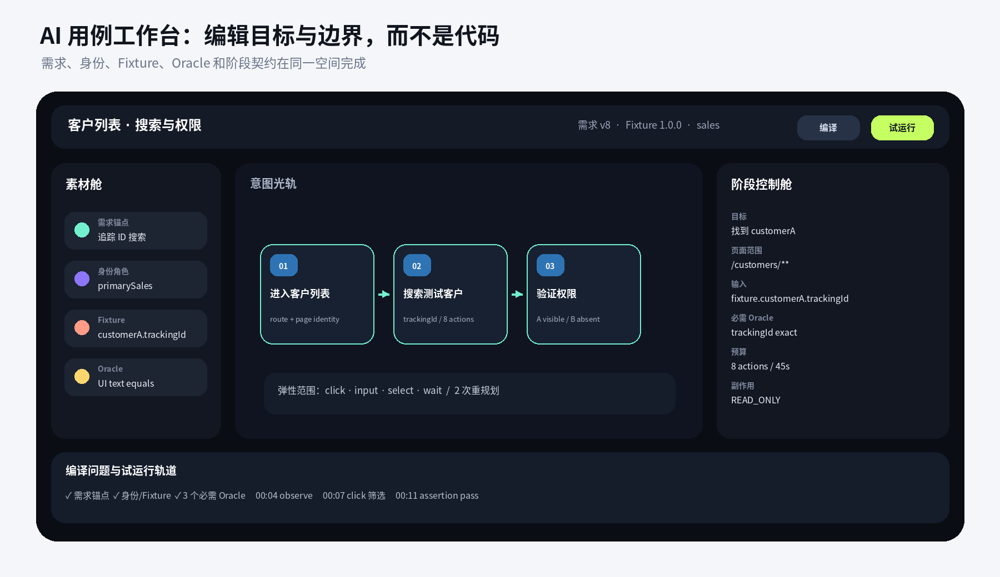 AI 用例工作台：编辑目标与边界，而不是代码
需求、身份、Fixture、Oracle 和阶段契约在同一空间完成
客户列表 · 搜索与权限
需求 v8 · Fixture 1.0.0 · sales
编译
试运行
素材舱
需求锚点
追踪 ID 搜索
身份角色
primarySales
Fixture
customerA.trackingId
Oracle
UI text equals
意图光轨
01
进入客户列表
route + page identity
02
搜索测试客户
trackingId / 8 actions
03
验证权限
A visible / B absent
弹性范围：click · input · select · wait / 2 次重规划
阶段控制舱
目标
找到 customerA
页面范围
/customers/**
输入
fixture.customerA.trackingId
必需 Oracle
trackingId exact
预算
8 actions / 45s
副作用
READ_ONLY
编译问题与试运行轨道
✓ 需求锚点 ✓ 身份/Fixture ✓ 3 个必需 Oracle 00:04 observe 00:07 click 筛选 00:11 assertion pass